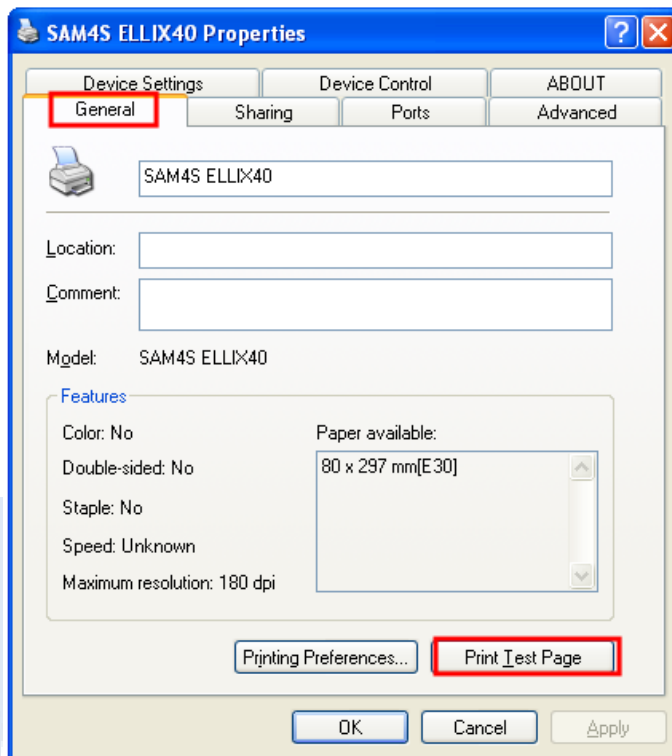 SAM4S ELLIX40 Properties
Device Settings Device Control ABOUT
General Sharing Ports Advanced
SAM4S ELLIX40
Location:
Comment:
Model: SAM4S ELLIX40
Features
Color: No Paper available:
Double-sided: No 80 x 297 mm[E30]
Staple: No
Speed: Unknown
Maximum resolution: 180 dpi
Printing Preferences... Print Test Page
OK Cancel Apply